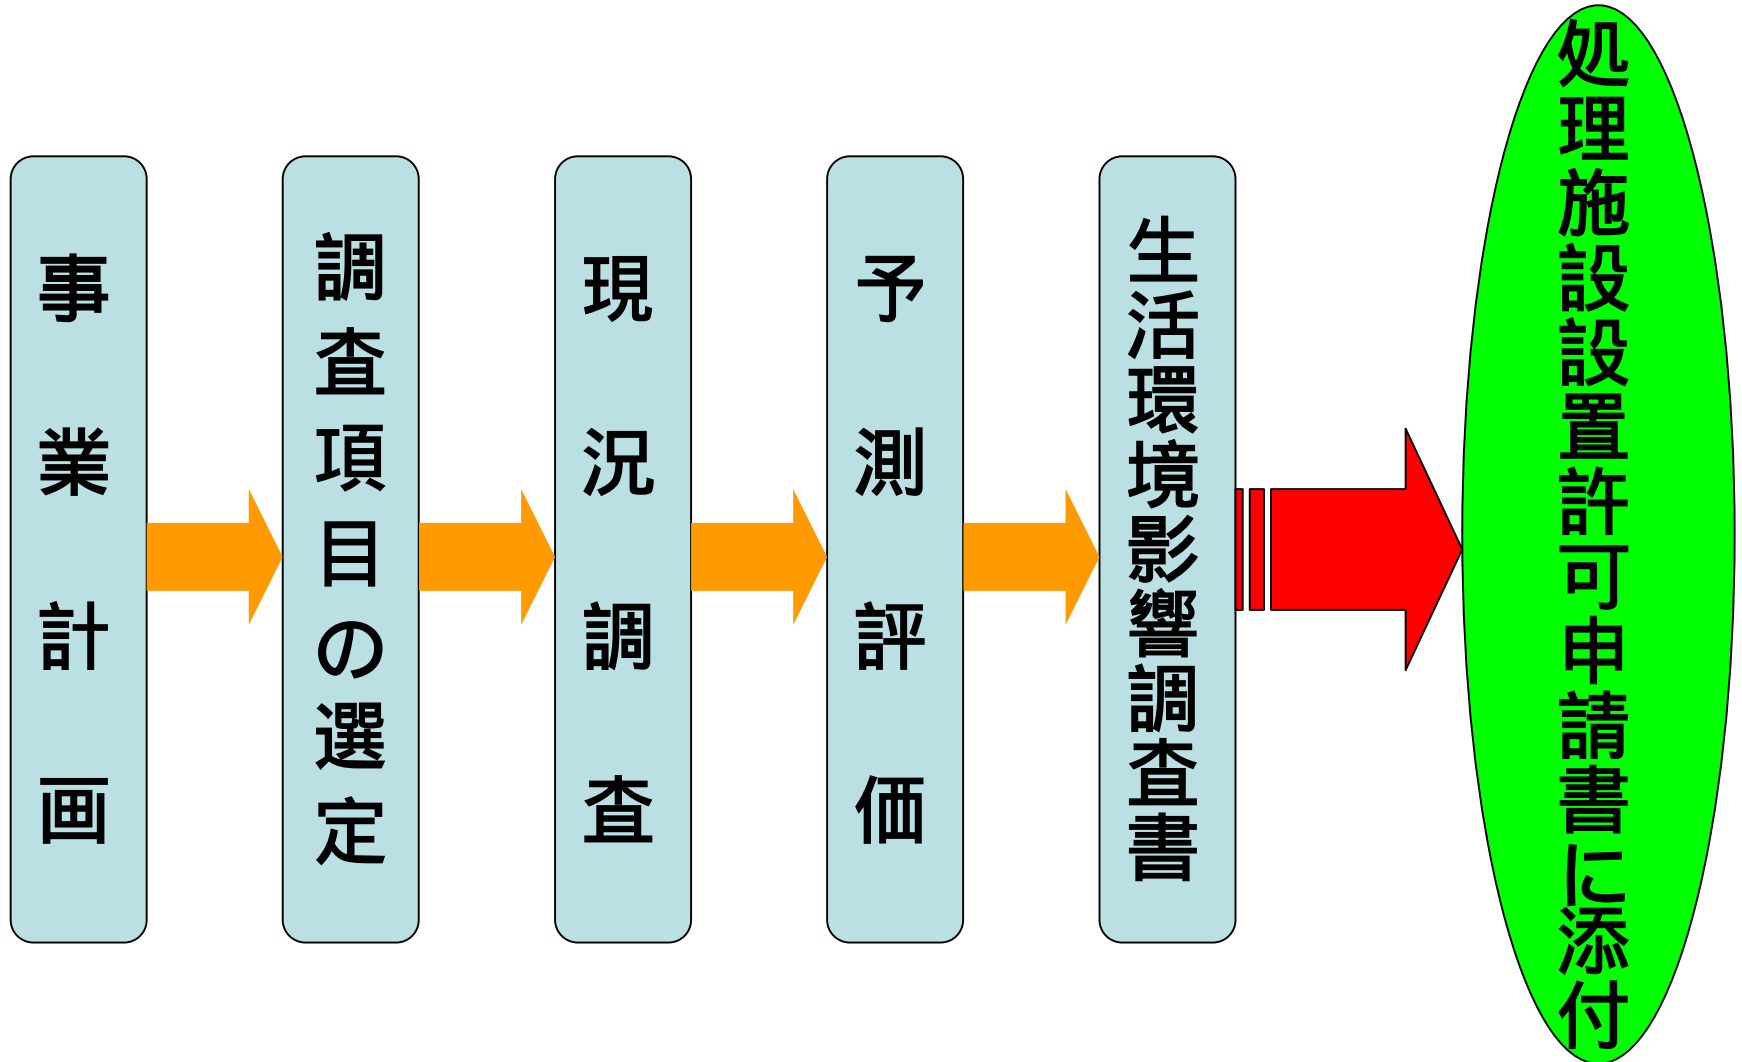 事業計画
調査項目の選定
現況調査
予測評価
生活環境影響調査書
処理施設設置許可申請書に添付